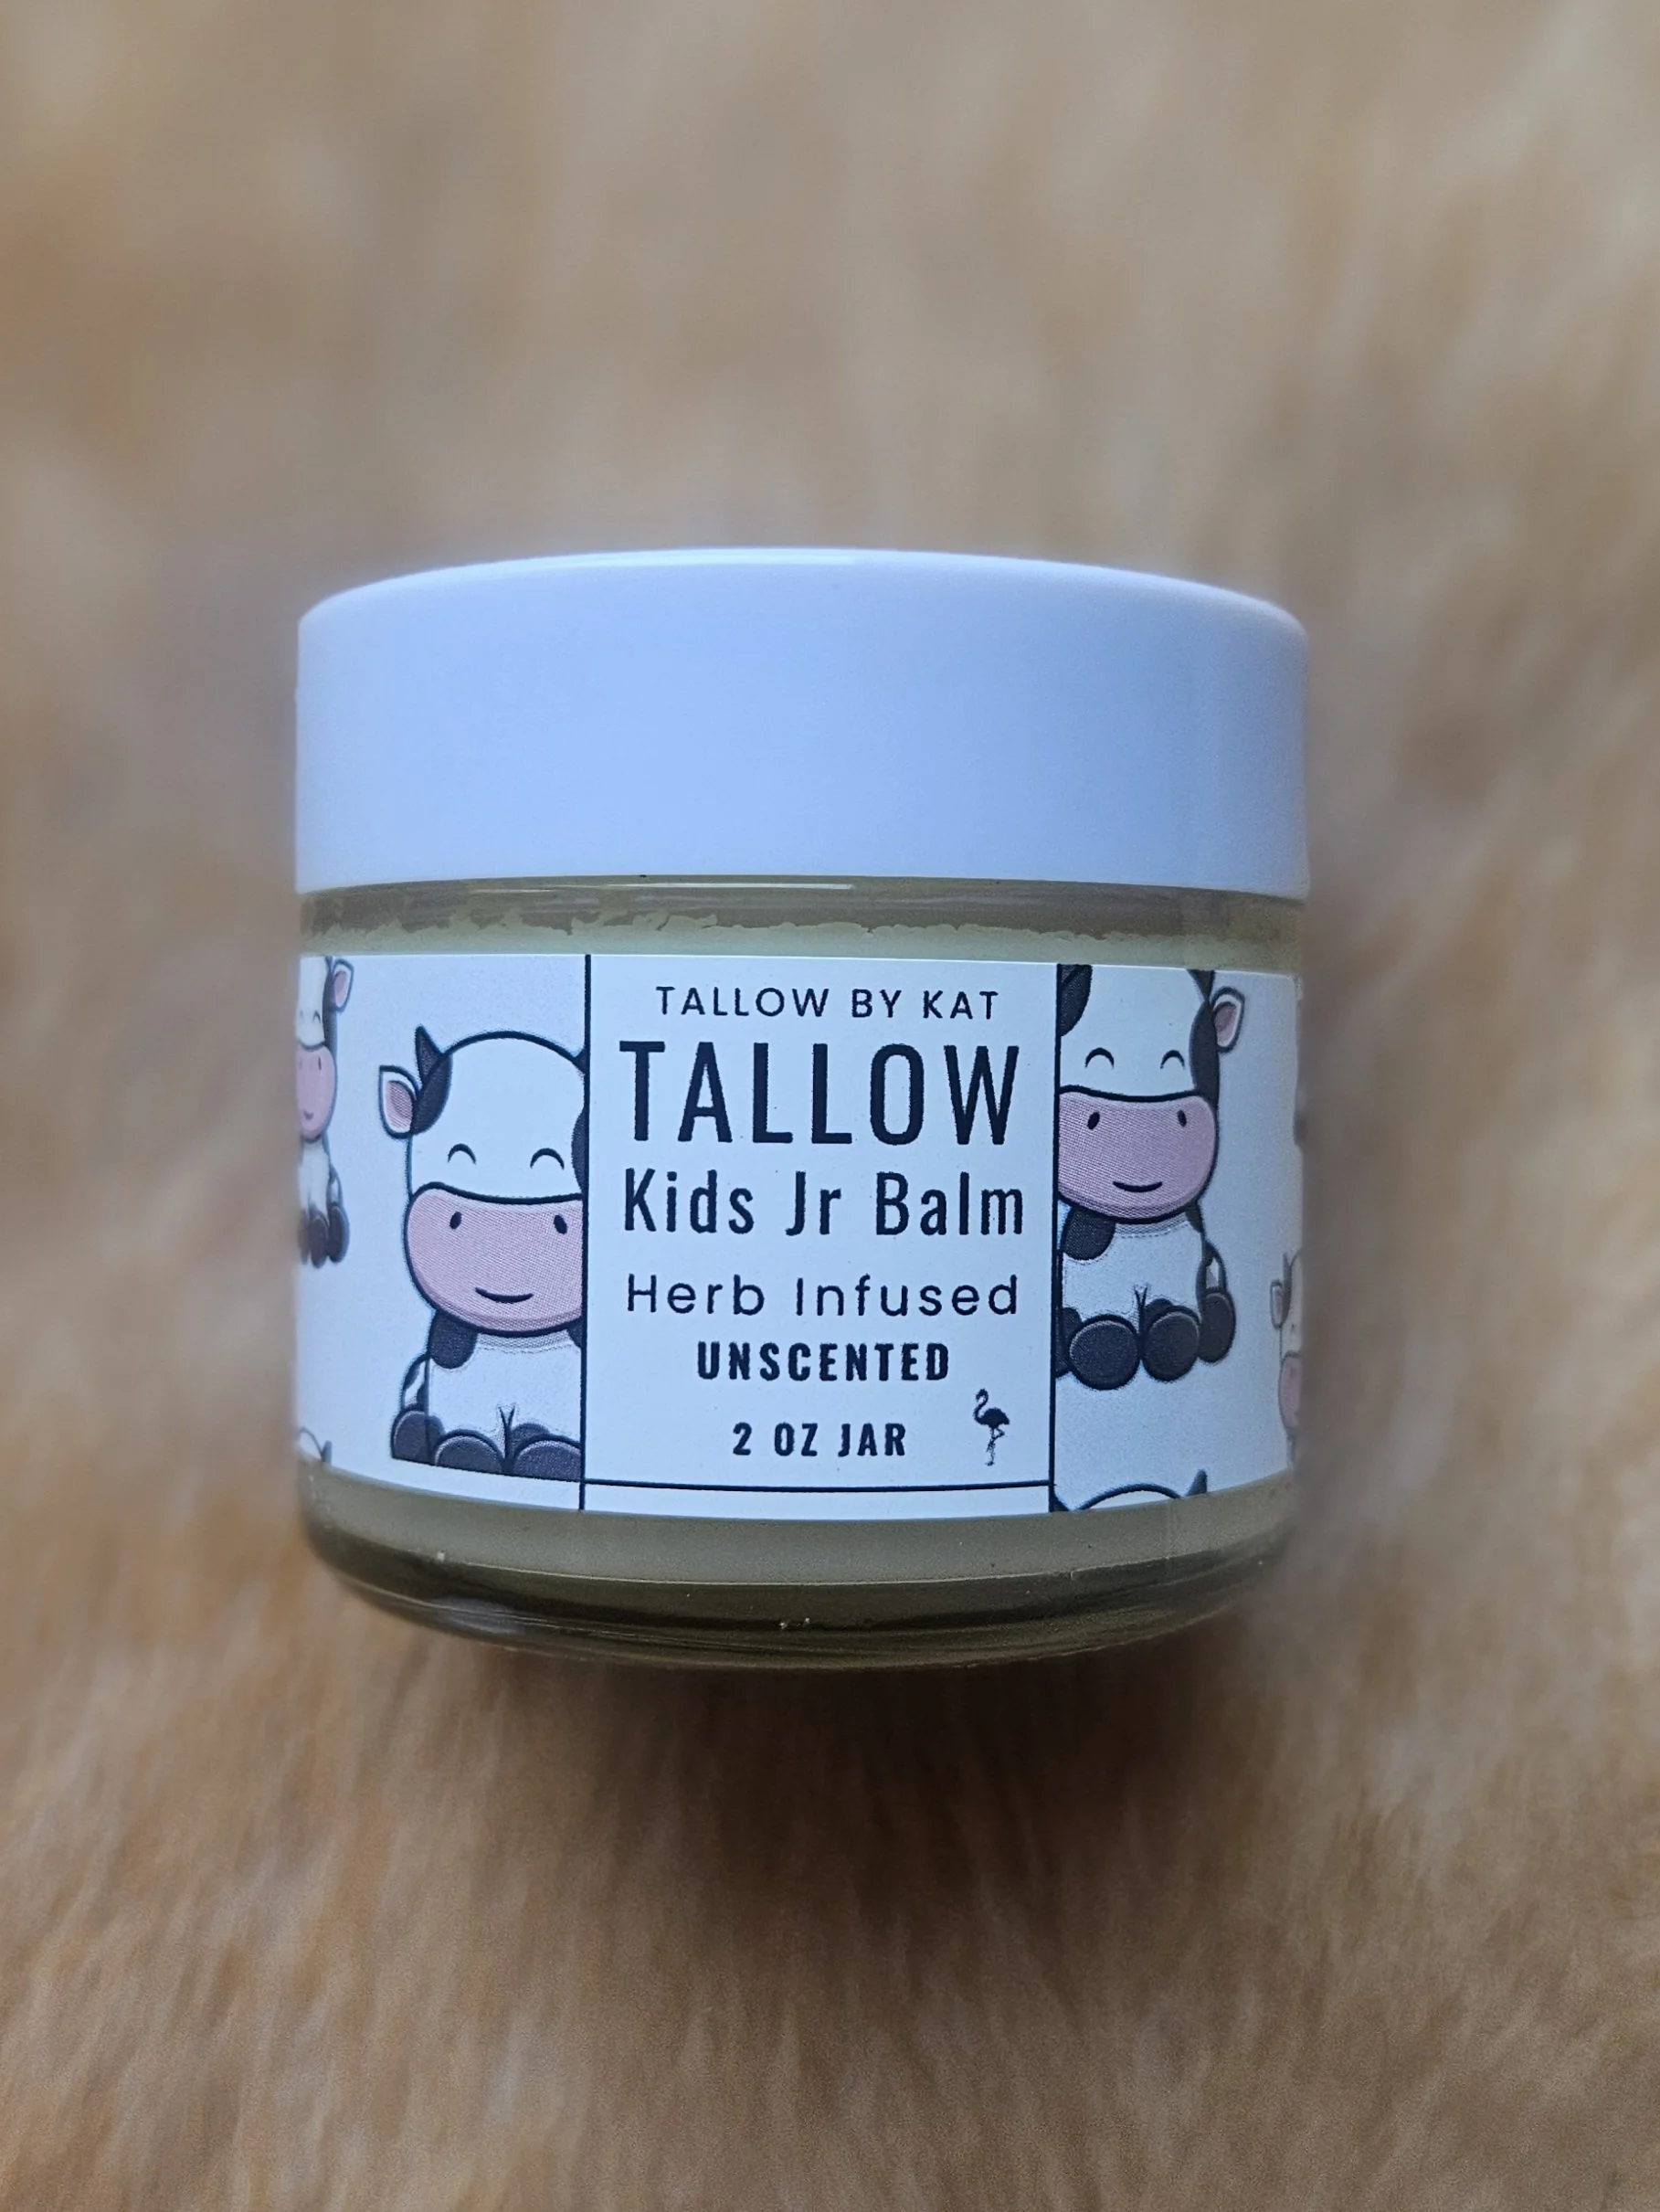 TALLOW BY KAT
TALLOW
Kids Jr Balm
Herb Infused
UNSCENTED
2 OZ JAR